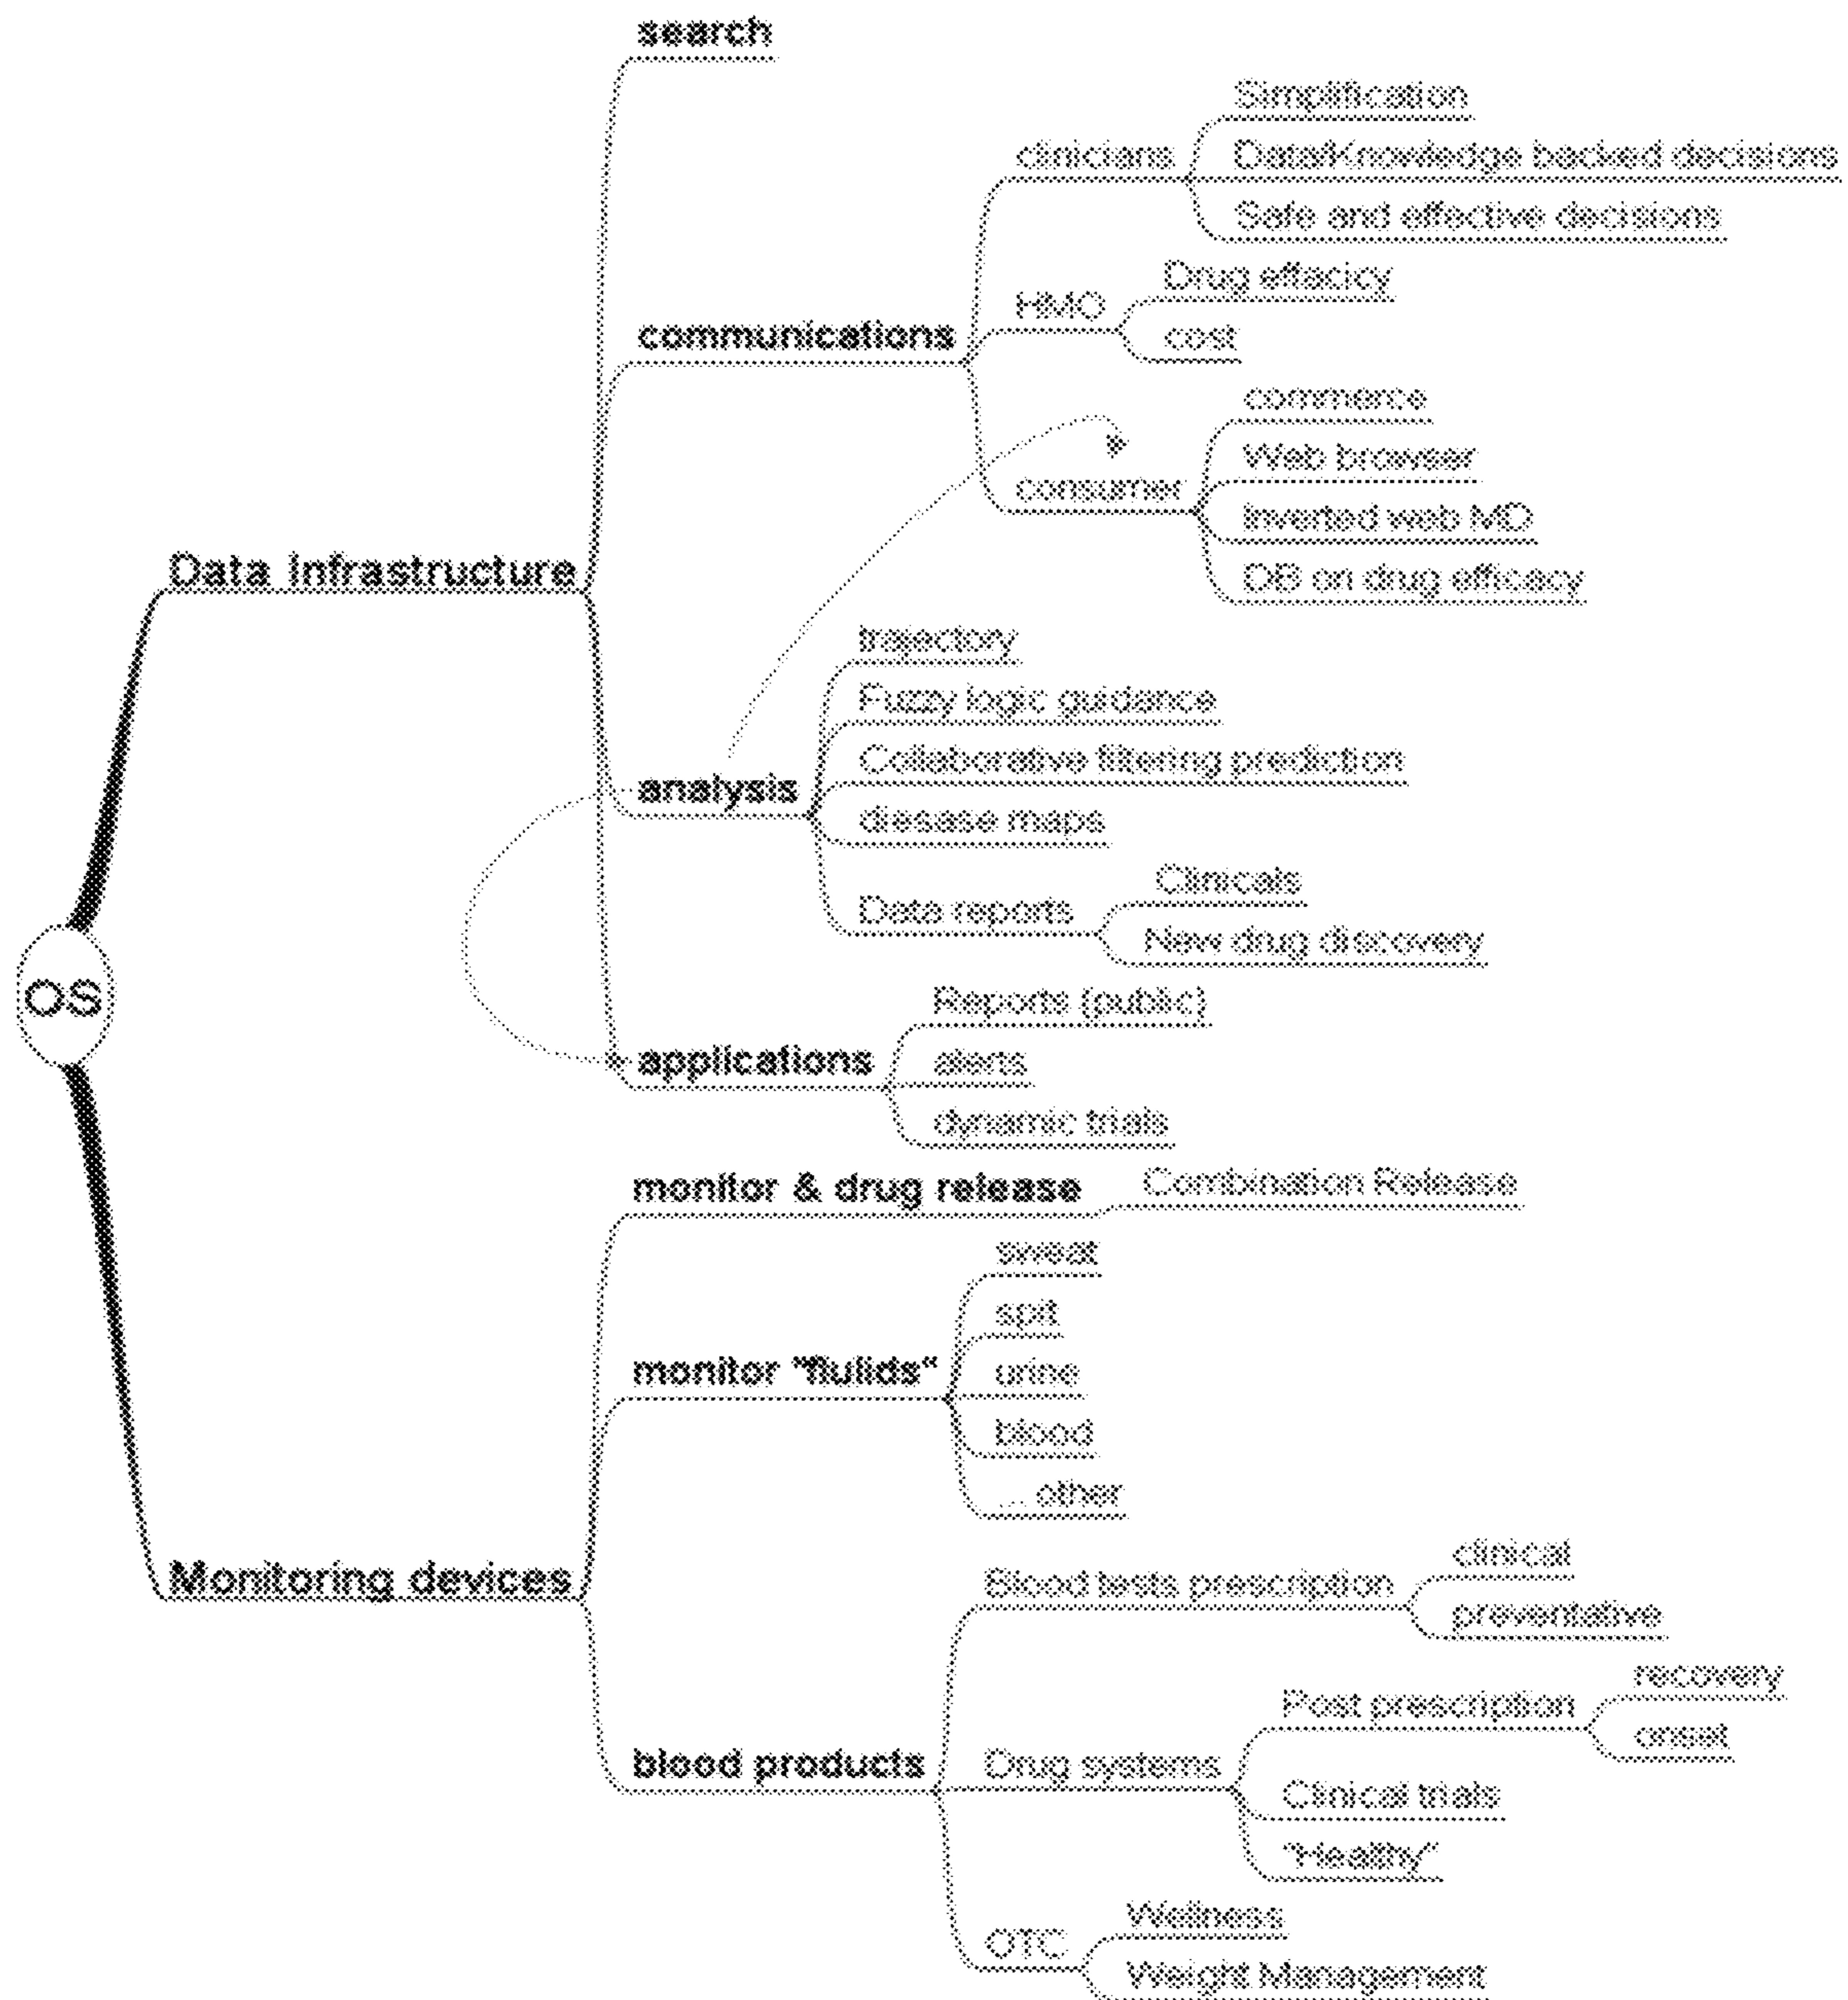 search
Simplification
clinicians
Data/Knowledge backed decisions
Safe and effective decisions
Drug effacicy
HMO
communications
cost
commerce
Web browser
consumer
Inverted web MD
Data Infrastructure
DB on drug efficacy
trajectory
Fuzzy logic guidance
Collaborative filtering prediction
analysis
diesase maps
Clinicals
Data reports
New drug discovery
OS
Reports (public)
applications
alerts
dynamic trials
monitor & drug release
Combination Release
sweat
spit
monitor "flulids"
urine
blood
... other
clinical
Monitoring devices
Blood tests prescription
preventative
recovery
Post prescription
onset
blood products
Drug systems
Clinical trials
"Healthy"
Wellness
OTC
Weight Management